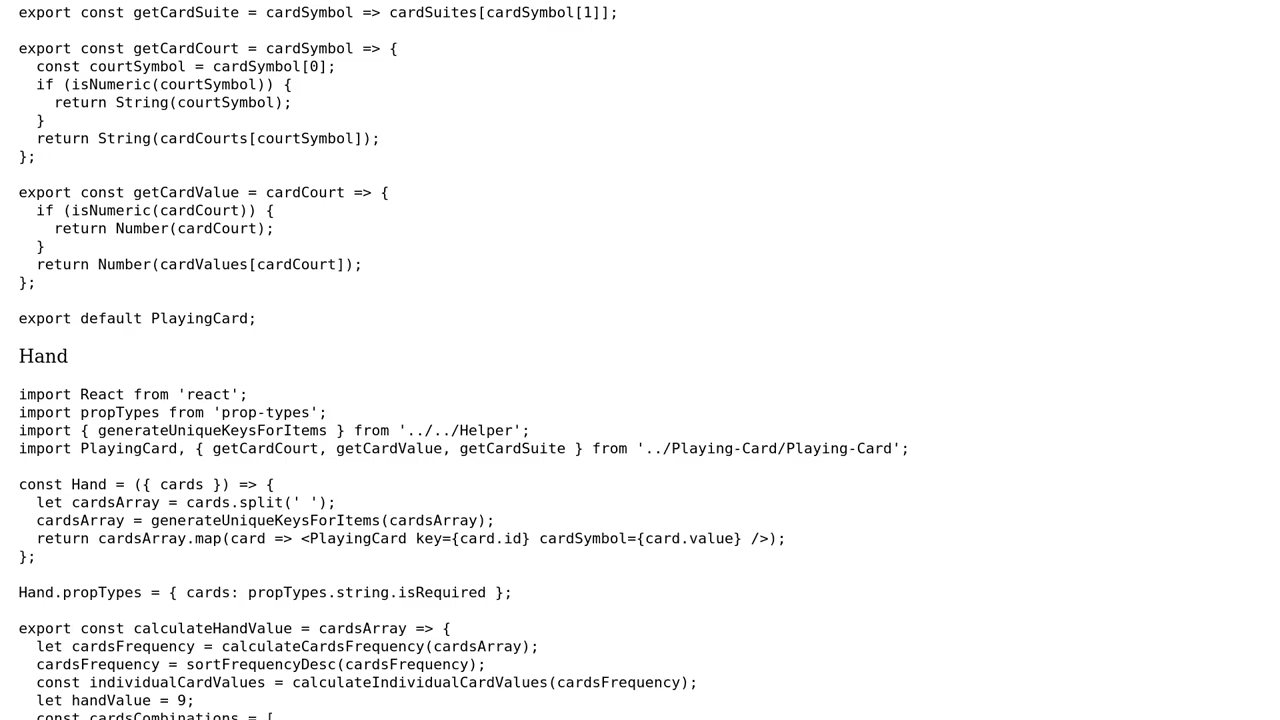 export const getCardSuite = cardSymbol => cardSuites[cardSymbol[1]];

export const getCardCourt = cardSymbol => {
  const courtSymbol = cardSymbol[0];
  if (isNumeric(courtSymbol)) {
    return String(courtSymbol);
  }
  return String(cardCourts[courtSymbol]);
};

export const getCardValue = cardCourt => {
  if (isNumeric(cardCourt)) {
    return Number(cardCourt);
  }
  return Number(cardValues[cardCourt]);
};

export default PlayingCard;

Hand

import React from 'react';
import propTypes from 'prop-types';
import { generateUniqueKeysForItems } from '../../Helper';
import PlayingCard, { getCardCourt, getCardValue, getCardSuite } from '../Playing-Card/Playing-Card';

const Hand = ({ cards }) => {
  let cardsArray = cards.split(' ');
  cardsArray = generateUniqueKeysForItems(cardsArray);
  return cardsArray.map(card => <PlayingCard key={card.id} cardSymbol={card.value} />);
};

Hand.propTypes = { cards: propTypes.string.isRequired };

export const calculateHandValue = cardsArray => {
  let cardsFrequency = calculateCardsFrequency(cardsArray);
  cardsFrequency = sortFrequencyDesc(cardsFrequency);
  const individualCardValues = calculateIndividualCardValues(cardsFrequency);
  let handValue = 9;
  const cardsCombinations = [